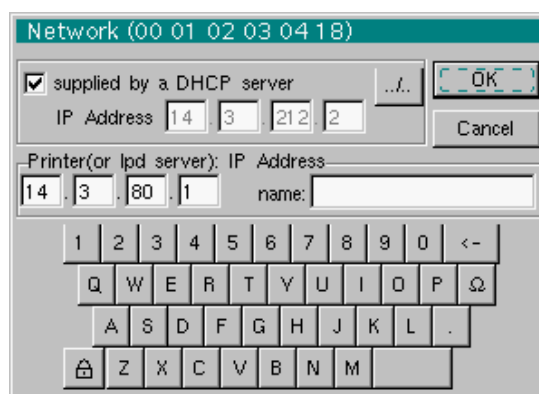 Network (00 01 02 03 04 18)
supplied by a DHCP server
../..
OK
IP Address 14 . 3 . 212 . 2
Cancel
Printer(or lpd server): IP Address
14 . 3 . 80 . 1 name:
1 2 3 4 5 6 7 8 9 0 <-
Q W E R T Y U I O P Ω
A S D F G H J K L .
Z X C V B N M